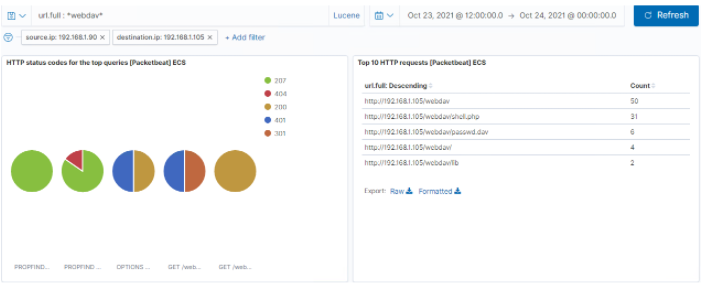 url.full : *webdav*
Lucene
Oct 23, 2021 @ 12:00:00.0 → Oct 24, 2021 @ 00:00:00.0
Refresh
source.ip: 192.168.1.90 ×
destination.ip: 192.168.1.105 ×
+ Add filter
HTTP status codes for the top queries [Packetbeat] ECS
207
404
200
401
301
PROPFIND...
PROPFIND ...
OPTIONS ...
GET /web...
GET /web...
Top 10 HTTP requests [Packetbeat] ECS
url.full: Descending
Count
http://192.168.1.105/webdav
50
http://192.168.1.105/webdav/shell.php
31
http://192.168.1.105/webdav/passwd.dav
6
http://192.168.1.105/webdav/
4
http://192.168.1.105/webdav/lib
2
Export: Raw Formatted